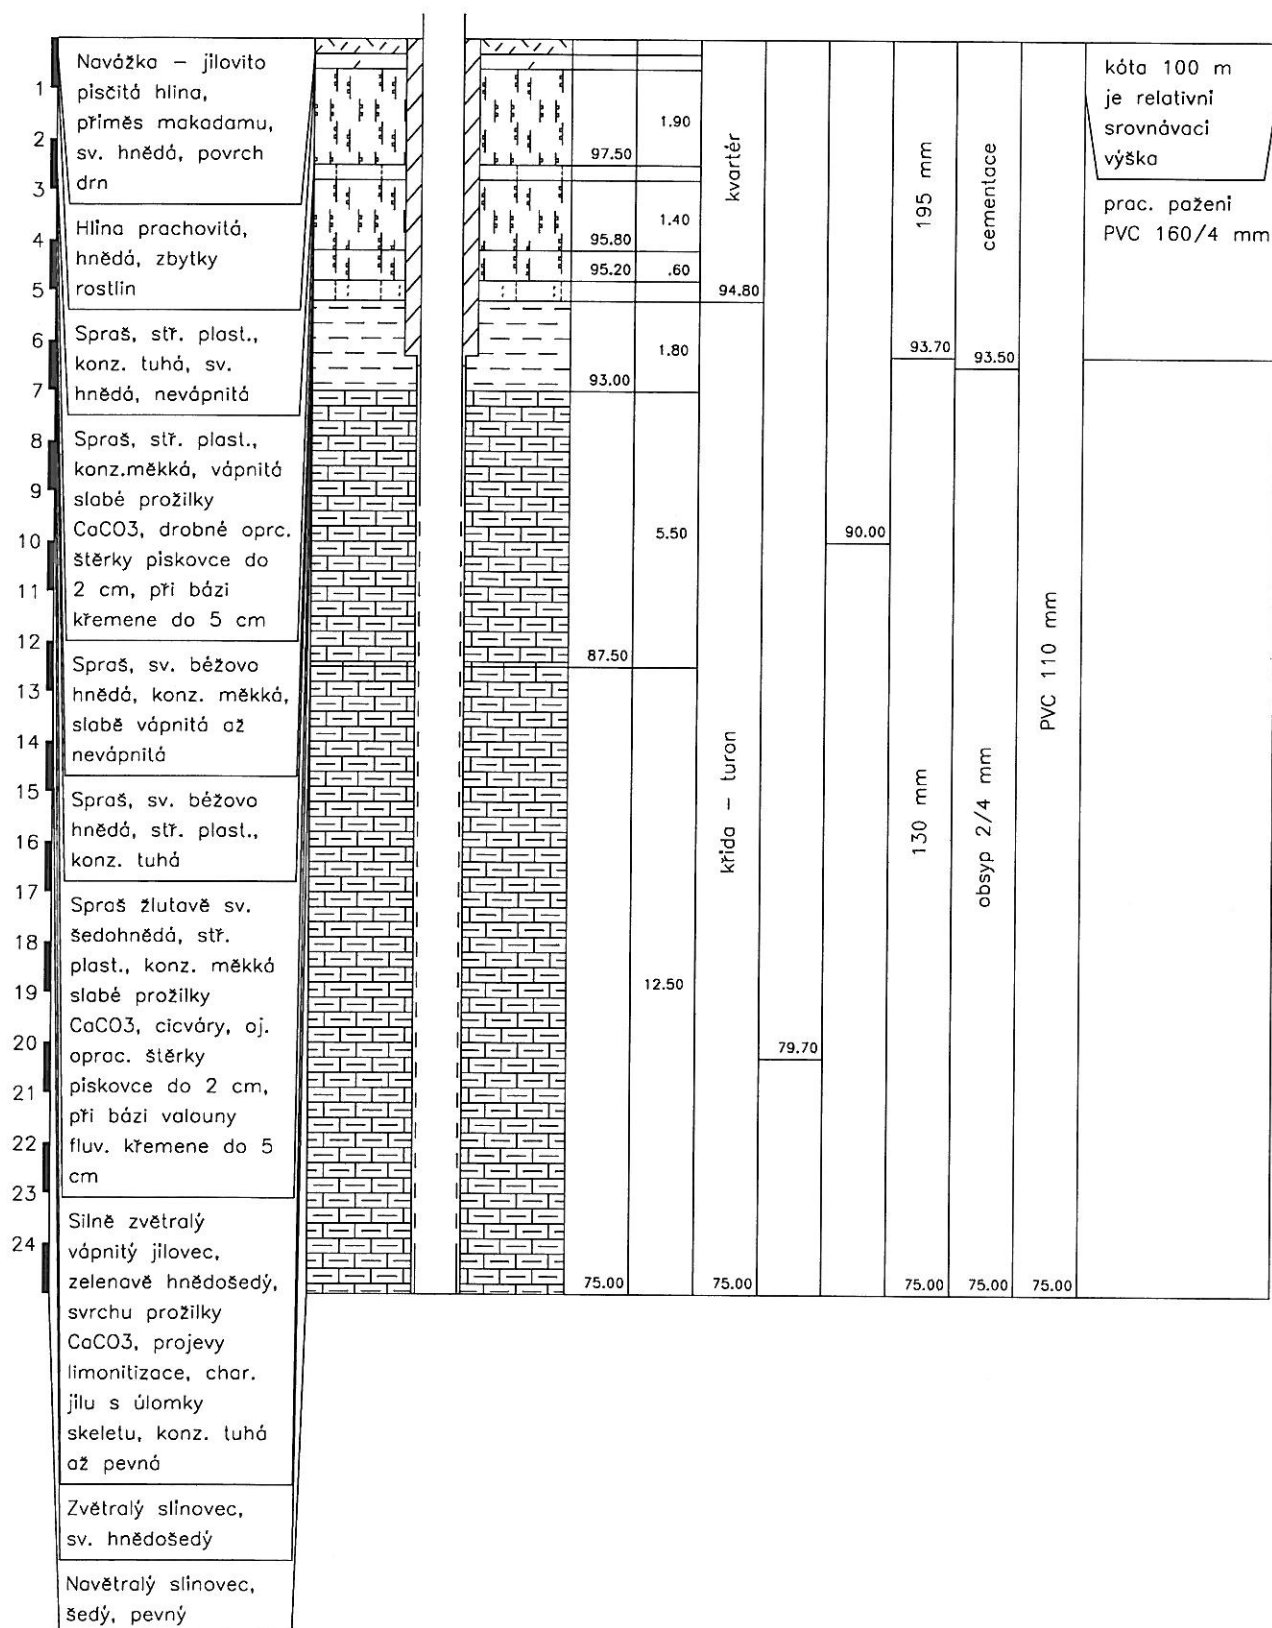 Navážka – jílovito
písčitá hlína,
příměs makadamu,
sv. hnědá, povrch
drn
Hlína prachovitá,
hnědá, zbytky
rostlin
Spraš, stř. plast.,
konz. tuhá, sv.
hnědá, nevápnitá
Spraš, stř. plast.,
konz.měkká, vápnitá
slabé prožilky
CaCO3, drobné oprc.
štěrky pískovce do
2 cm, při bázi
křemene do 5 cm
Spraš, sv. béžovo
hnědá, konz. měkká,
slabě vápnitá až
nevápnitá
Spraš, sv. béžovo
hnědá, stř. plast.,
konz. tuhá
Spraš žlutavě sv.
šedohnědá, stř.
plast., konz. měkká
slabé prožilky
CaCO3, cicváry, oj.
oprac. štěrky
pískovce do 2 cm,
při bázi valouny
fluv. křemene do 5
cm
Silně zvětralý
vápnitý jílovec,
zelenavě hnědošedý,
svrchu prožilky
CaCO3, projevy
limonitizace, char.
jílu s úlomky
skeletu, konz. tuhá
až pevná
Zvětralý slínovec,
sv. hnědošedý
Navětralý slínovec,
šedý, pevný
1
2
3
4
5
6
7
8
9
10
11
12
13
14
15
16
17
18
19
20
21
22
23
24
97.50
95.80
95.20
93.00
87.50
75.00
1.90
1.40
.60
1.80
5.50
12.50
kvartér
94.80
křída – turon
75.00
79.70
90.00
195 mm
93.70
130 mm
75.00
cementace
93.50
obsyp 2/4 mm
75.00
PVC 110 mm
75.00
kóta 100 m
je relativní
srovnávací
výška
prac. pažení
PVC 160/4 mm